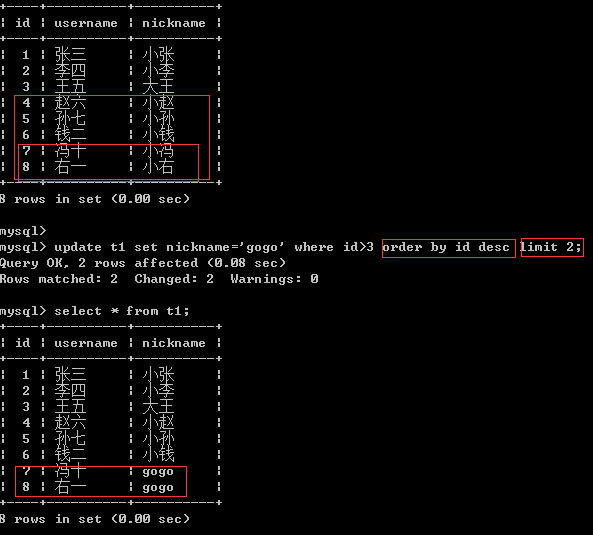 +----+----------+----------+
| id | username | nickname |
+----+----------+----------+
| 1 | 张三 | 小张 |
| 2 | 李四 | 小李 |
| 3 | 王五 | 大王 |
| 4 | 赵六 | 小赵 |
| 5 | 孙七 | 小孙 |
| 6 | 钱二 | 小钱 |
| 7 | 冯十 | 小冯 |
| 8 | 右一 | 小右 |
+----+----------+----------+
8 rows in set (0.00 sec)
mysql>
mysql> update t1 set nickname='gogo' where id>3 order by id desc limit 2;
Query OK, 2 rows affected (0.08 sec)
Rows matched: 2  Changed: 2  Warnings: 0
mysql> select * from t1;
+----+----------+----------+
| id | username | nickname |
+----+----------+----------+
| 1 | 张三 | 小张 |
| 2 | 李四 | 小李 |
| 3 | 王五 | 大王 |
| 4 | 赵六 | 小赵 |
| 5 | 孙七 | 小孙 |
| 6 | 钱二 | 小钱 |
| 7 | 冯十 | gogo |
| 8 | 右一 | gogo |
+----+----------+----------+
8 rows in set (0.00 sec)